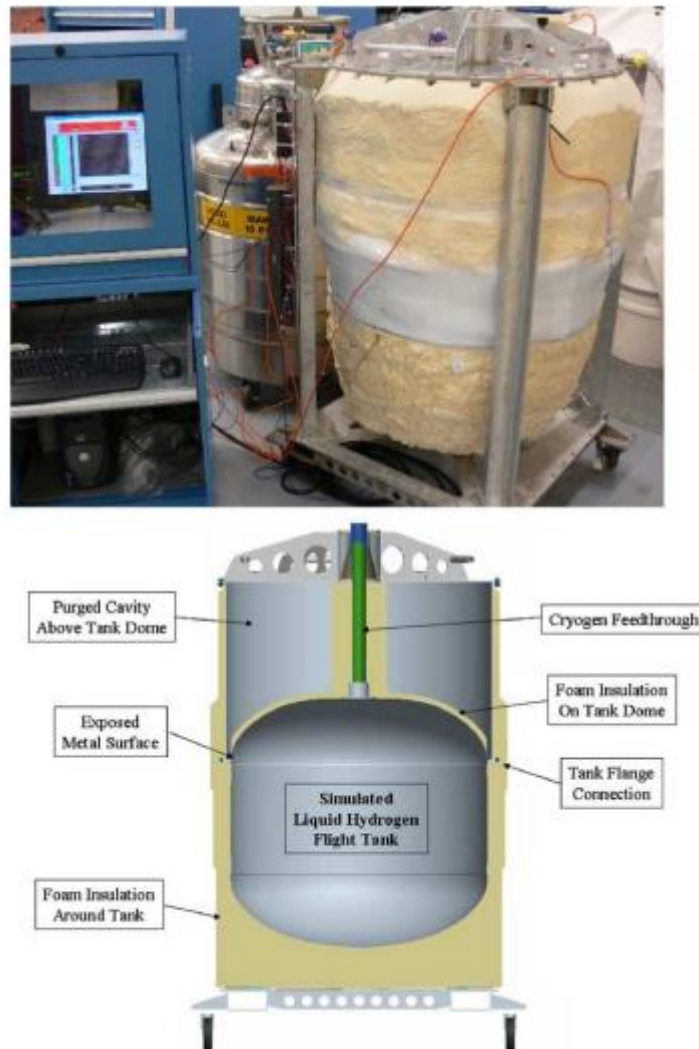 Purged Cavity
Above Tank Dome
Cryogen Feedthrough
Foam Insulation
On Tank Dome
Exposed
Metal Surface
Tank Flange
Connection
Simulated
Liquid Hydrogen
Flight Tank
Foam Insulation
Around Tank